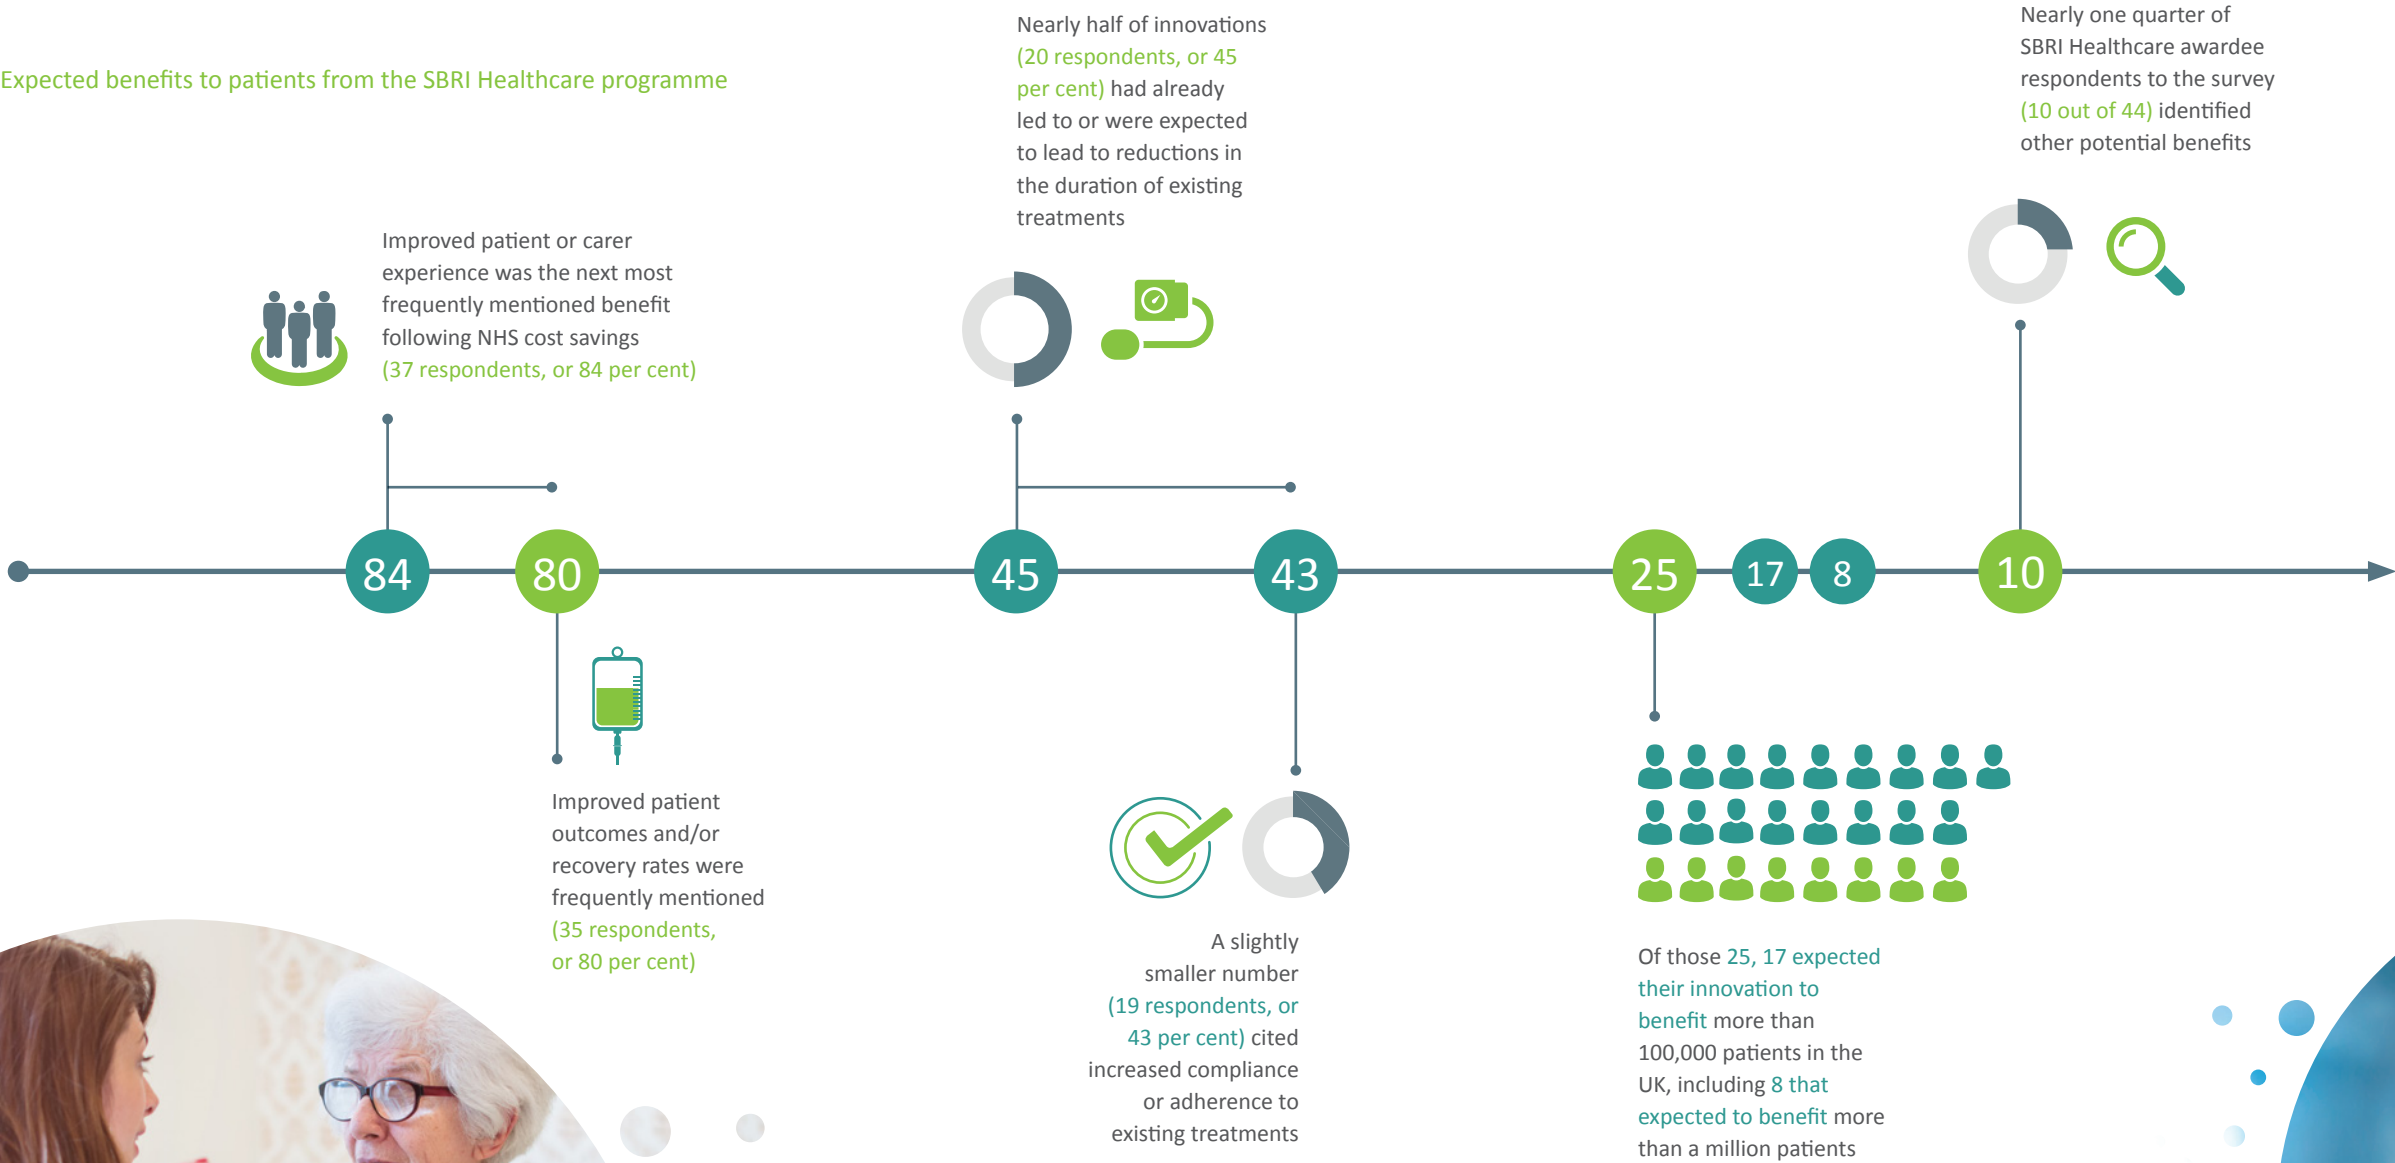 Expected benefits to patients from the SBRI Healthcare programme
Improved patient or carer
experience was the next most
frequently mentioned benefit
following NHS cost savings
(37 respondents, or 84 per cent)
Nearly half of innovations
(20 respondents, or 45
per cent) had already
led to or were expected
to lead to reductions in
the duration of existing
treatments
Nearly one quarter of
SBRI Healthcare awardee
respondents to the survey
(10 out of 44) identified
other potential benefits
84
80
45
43
25
17
8
10
Improved patient
outcomes and/or
recovery rates were
frequently mentioned
(35 respondents,
or 80 per cent)
A slightly
smaller number
(19 respondents, or
43 per cent) cited
increased compliance
or adherence to
existing treatments
Of those 25, 17 expected
their innovation to
benefit more than
100,000 patients in the
UK, including 8 that
expected to benefit more
than a million patients